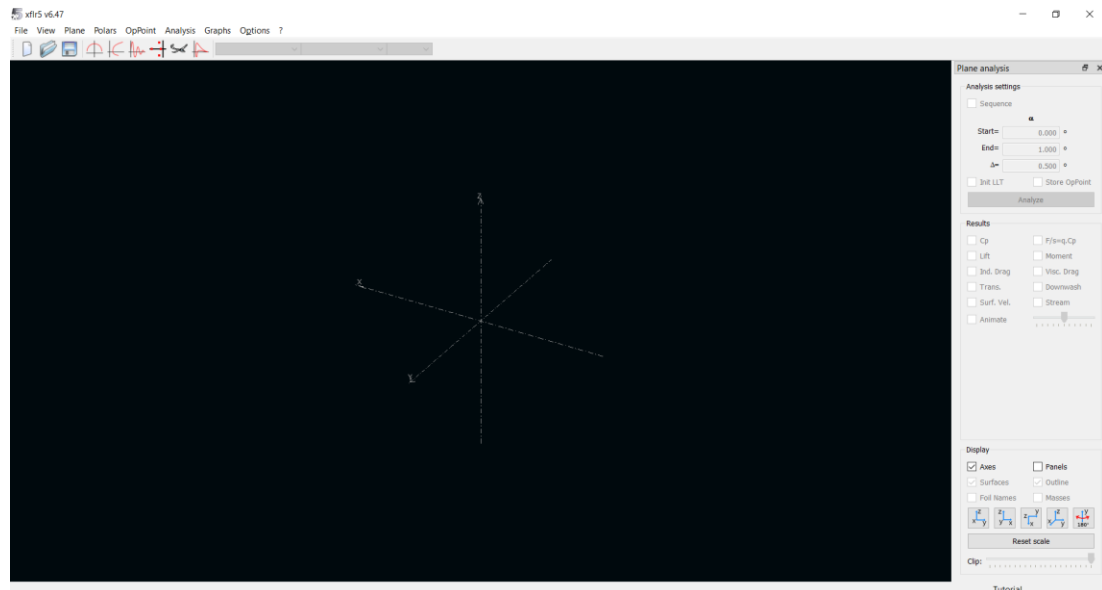 xflr5 v6.47
File View Plane Polars OpPoint Analysis Graphs Options ?
Plane analysis
Analysis settings
Sequence
α
Start= 0.000 °
End= 1.000 °
Δ= 0.500 °
Init LLT Store OpPoint
Analyze
Results
Cp F/s=q.Cp
Lift Moment
Ind. Drag Visc. Drag
Trans. Downwash
Surf. Vel. Stream
Animate
Z
X
Y
Display
Axes Panels
Surfaces Outline
Foil Names Masses
z x y z y x z y x z x y y 180°
Reset scale
Clip:
Tutorial